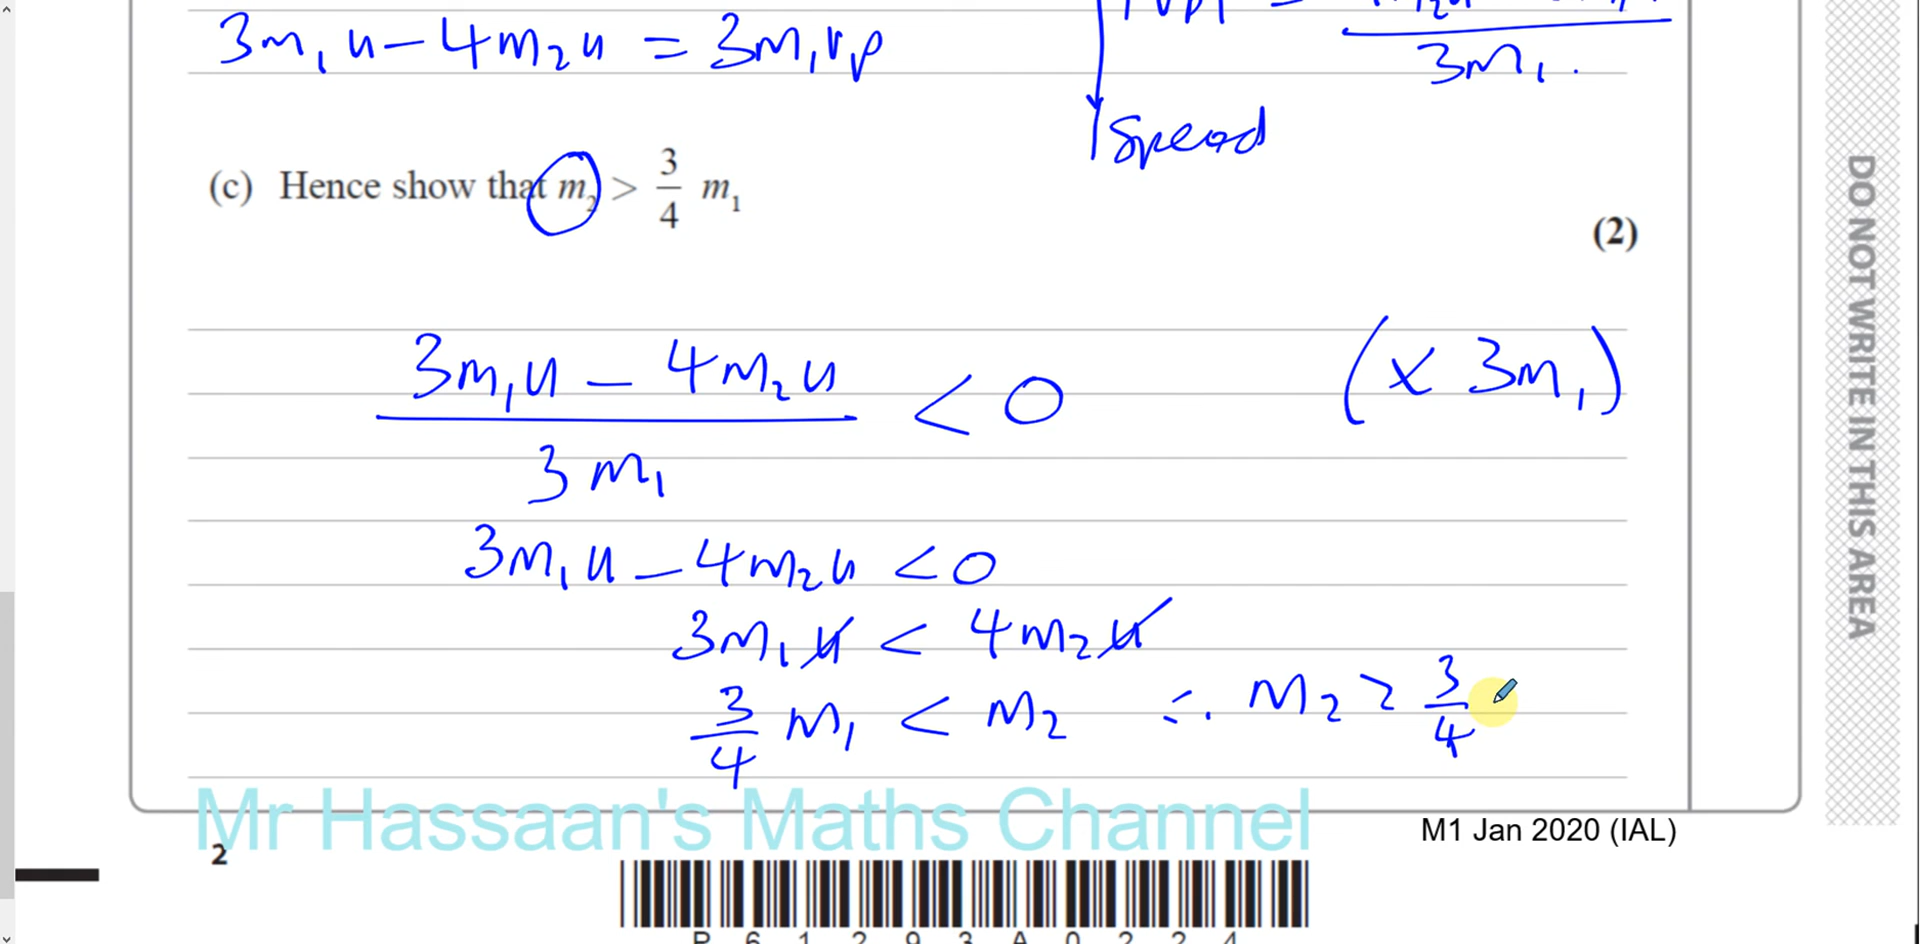 3m₁u − 4m₂u = 3m₁vp
3m₁.
Speed
(c) Hence show that m₂ > 3/4 m₁
(2)
(3m₁u − 4m₂u)/(3m₁) < 0 (× 3m₁)
3m₁u − 4m₂u < 0
3m₁u < 4m₂u
3/4 m₁ < m₂ ∴ m₂ > 3/4
Mr Hassaan's Maths Channel
M1 Jan 2020 (IAL)
2
DO NOT WRITE IN THIS AREA